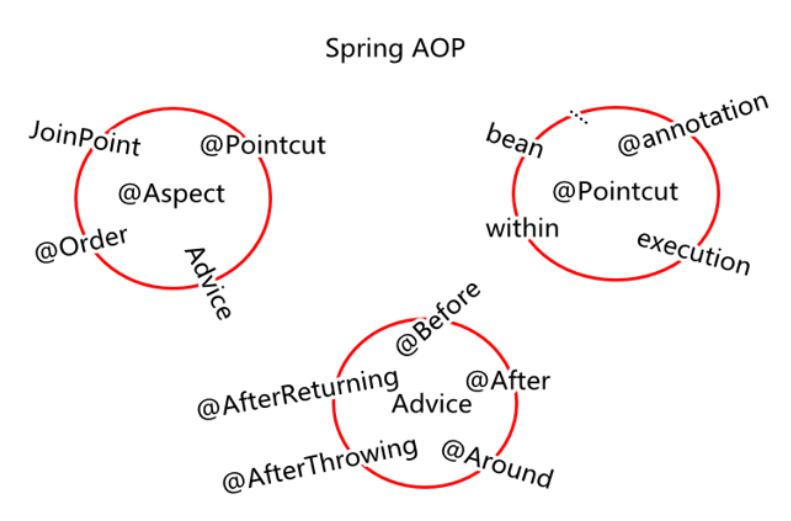 Spring AOP
JoinPoint
@Pointcut
@Aspect
@Order
Advice
bean
...
@annotation
@Pointcut
within
execution
@Before
@AfterReturning
@After
Advice
@AfterThrowing
@Around